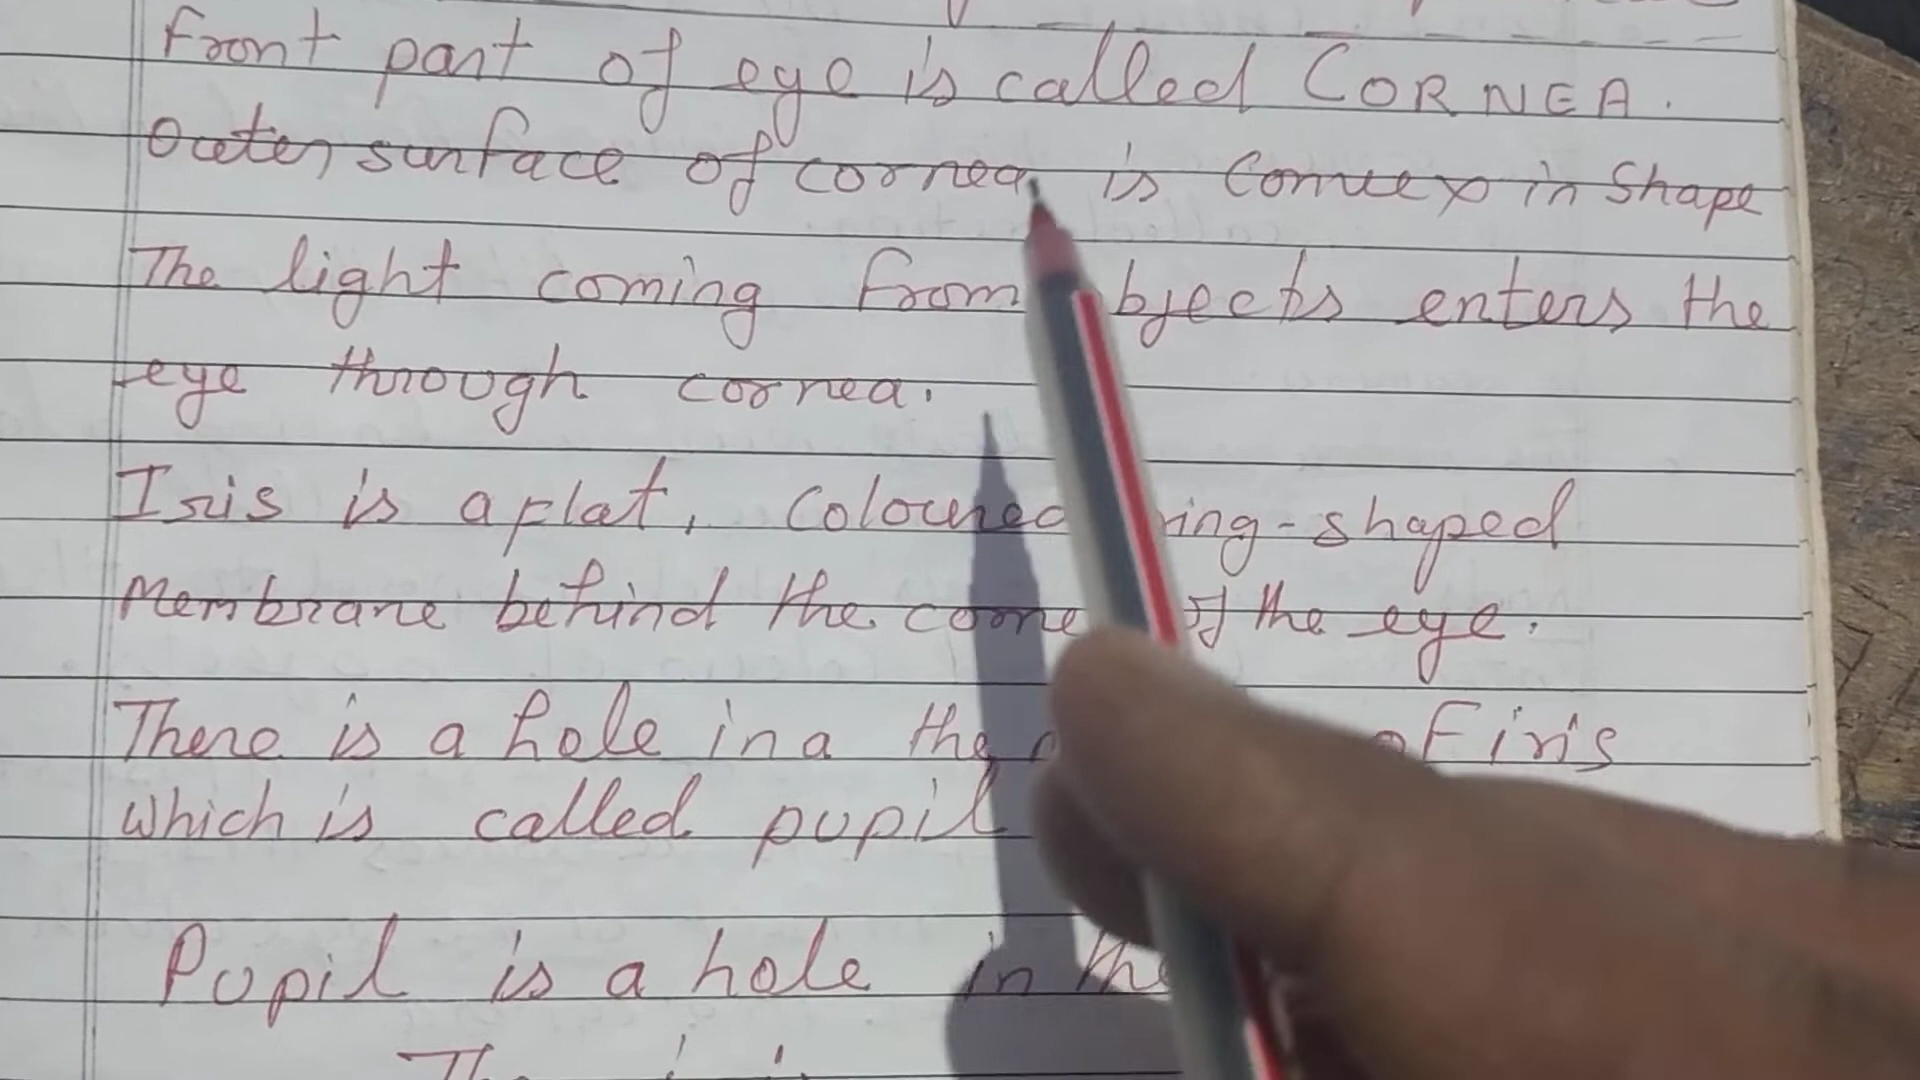 Front part of eye is called CORNEA.
Outer surface of cornea is Convex in Shape
The light coming from objects enters the
eye through cornea.
Iris is a flat, coloured ring-shaped
Membrane behind the corne of the eye.
There is a hole in a the of iris
which is called pupil
Pupil is a hole in the